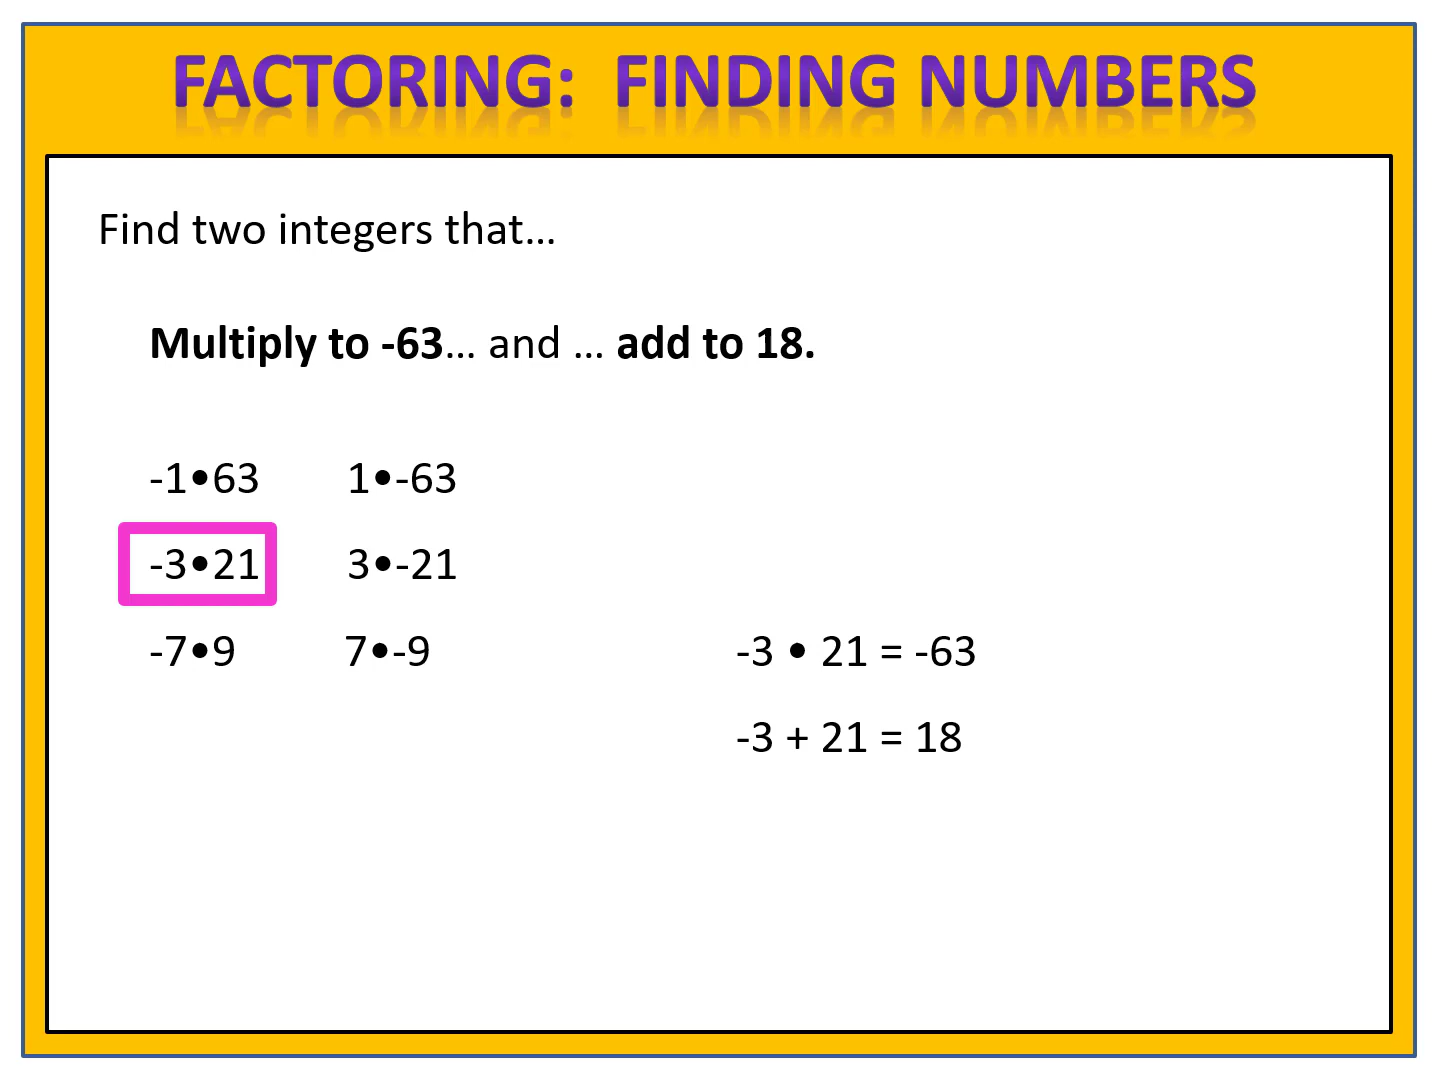 FACTORING: FINDING NUMBERS
Find two integers that…
Multiply to -63… and … add to 18.
-1•63 1•-63
-3•21 3•-21
-7•9 7•-9
-3 • 21 = -63
-3 + 21 = 18